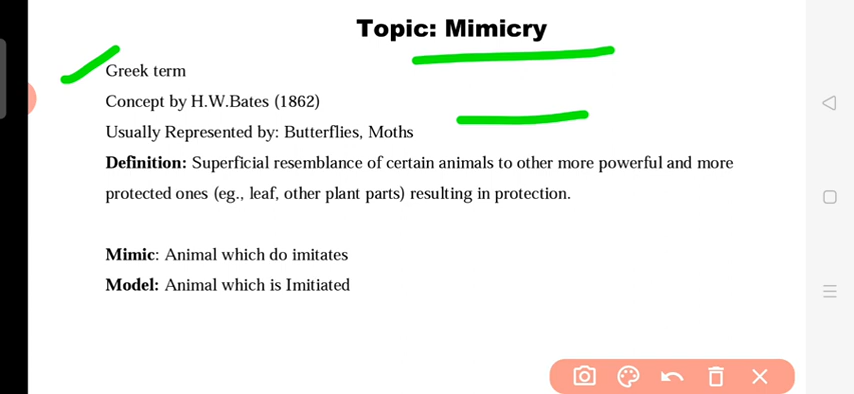 Topic: Mimicry
Greek term
Concept by H.W.Bates (1862)
Usually Represented by: Butterflies, Moths
Definition: Superficial resemblance of certain animals to other more powerful and more
protected ones (eg., leaf, other plant parts) resulting in protection.
Mimic: Animal which do imitates
Model: Animal which is Imitiated